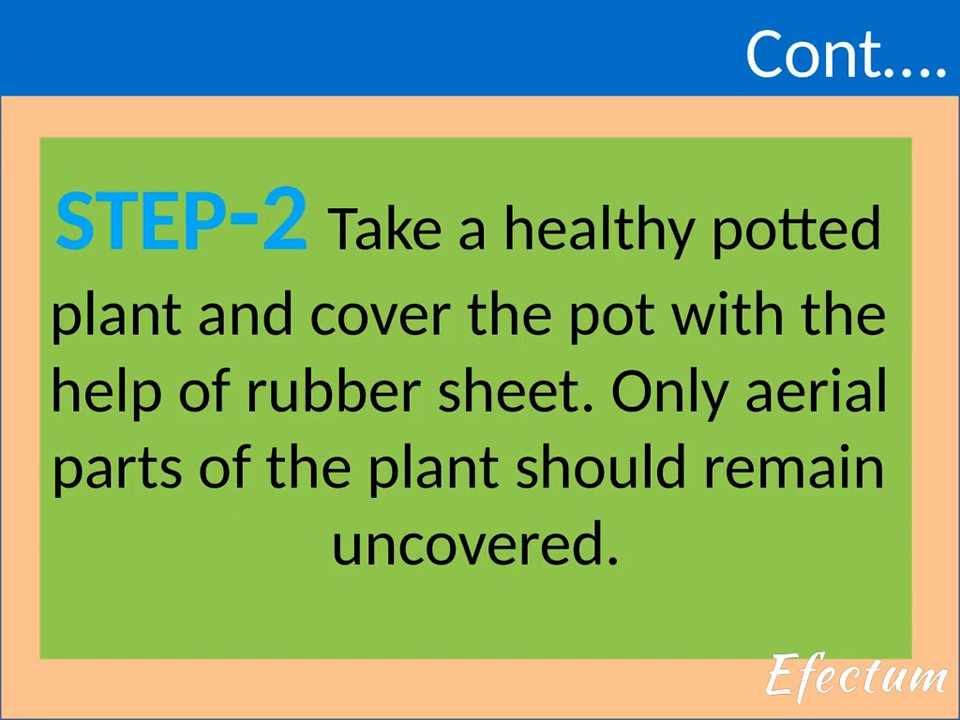 Cont....
STEP-2 Take a healthy potted
plant and cover the pot with the
help of rubber sheet. Only aerial
parts of the plant should remain
uncovered.
Efectum